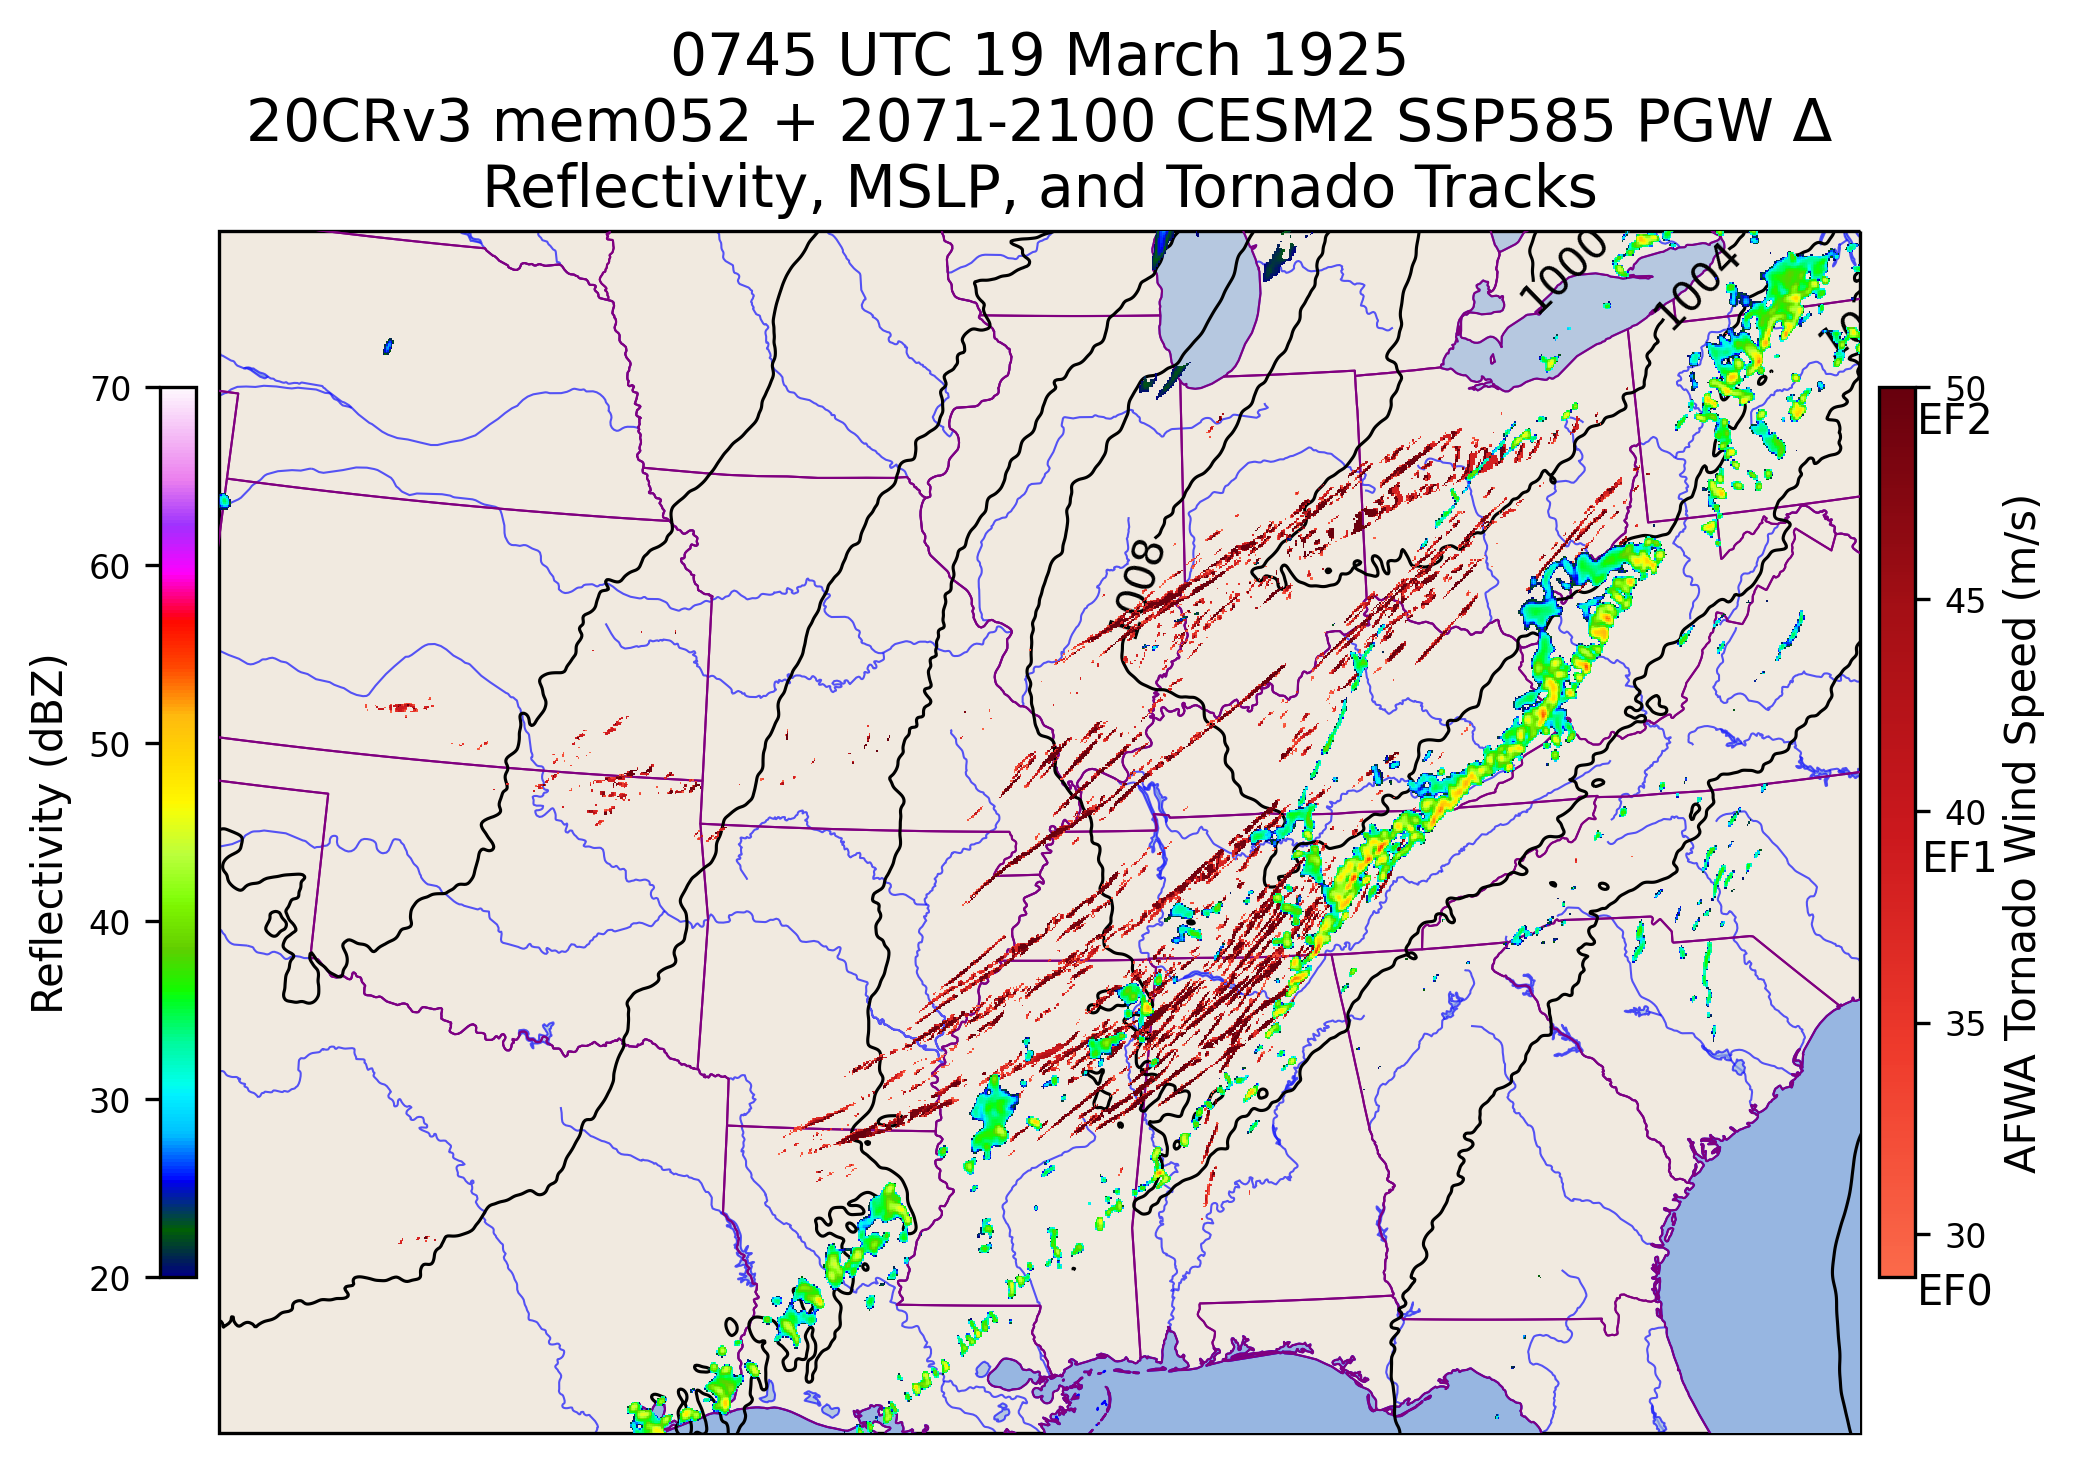 0745 UTC 19 March 1925
20CRv3 mem052 + 2071-2100 CESM2 SSP585 PGW Δ
Reflectivity, MSLP, and Tornado Tracks
Reflectivity (dBZ)
70
60
50
40
30
20
1000
1004
10
008
50
EF2
45
40
EF1
35
30
EF0
AFWA Tornado Wind Speed (m/s)